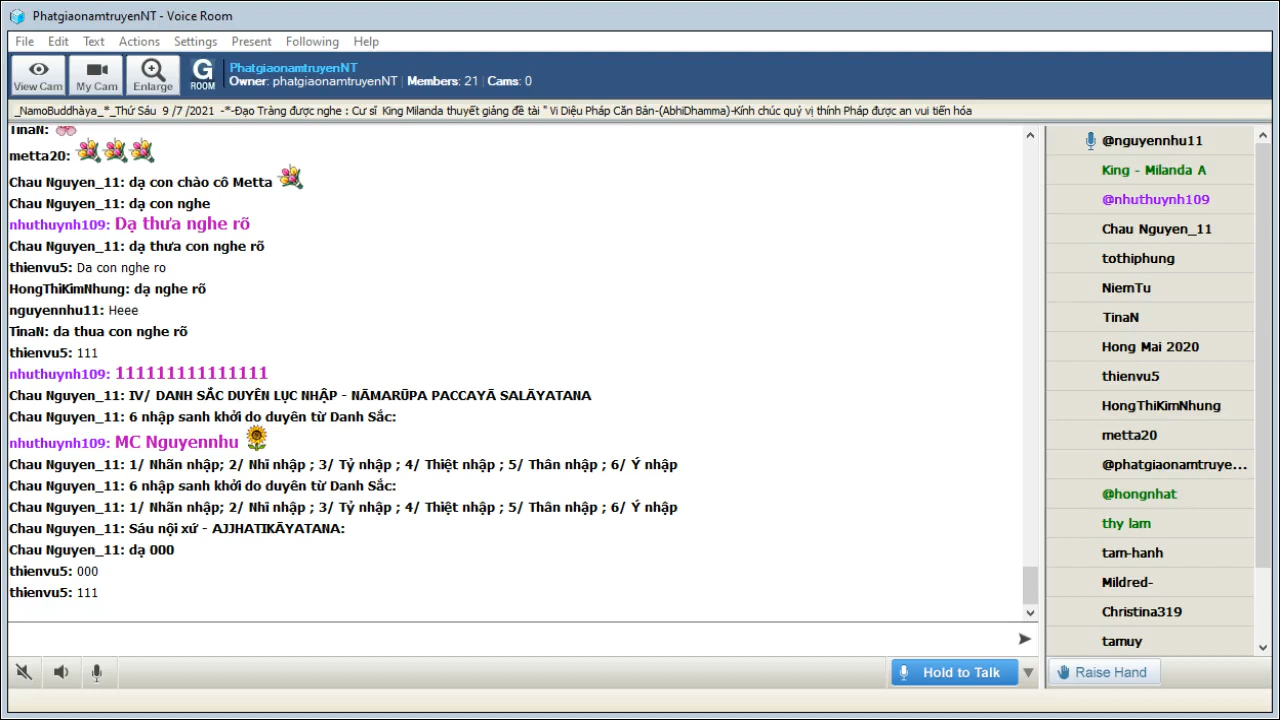 PhatgiaonamtruyenNT - Voice Room
File Edit Text Actions Settings Present Following Help
View Cam
My Cam
Enlarge
G ROOM
PhatgiaonamtruyenNT
Owner: phatgiaonamtruyenNT | Members: 21 | Cams: 0
_NamoBuddhàya_*_Thứ Sáu 9 /7 /2021 -*-Đạo Tràng được nghe : Cư sĩ King Milanda thuyết giảng đề tài " Vi Diệu Pháp Căn Bản-(AbhiDhamma)-Kính chúc quý vị thính Pháp được an vui tiến hóa
TinaN:
metta20:
Chau Nguyen_11: dạ con chào cô Metta
Chau Nguyen_11: dạ con nghe
nhuthuynh109: Dạ thưa nghe rõ
Chau Nguyen_11: dạ thưa con nghe rõ
thienvu5: Da con nghe ro
HongThiKimNhung: dạ nghe rõ
nguyennhu11: Heee
TinaN: da thua con nghe rõ
thienvu5: 111
nhuthuynh109: 111111111111111
Chau Nguyen_11: IV/ DANH SẮC DUYÊN LỤC NHẬP - NĀMARŪPA PACCAYĀ SALĀYATANA
Chau Nguyen_11: 6 nhập sanh khởi do duyên từ Danh Sắc:
nhuthuynh109: MC Nguyennhu
Chau Nguyen_11: 1/ Nhãn nhập; 2/ Nhĩ nhập ; 3/ Tỷ nhập ; 4/ Thiệt nhập ; 5/ Thân nhập ; 6/ Ý nhập
Chau Nguyen_11: 6 nhập sanh khởi do duyên từ Danh Sắc:
Chau Nguyen_11: 1/ Nhãn nhập; 2/ Nhĩ nhập ; 3/ Tỷ nhập ; 4/ Thiệt nhập ; 5/ Thân nhập ; 6/ Ý nhập
Chau Nguyen_11: Sáu nội xứ - AJJHATIKĀYATANA:
Chau Nguyen_11: dạ 000
thienvu5: 000
thienvu5: 111
@nguyennhu11
King - Milanda A
@nhuthuynh109
Chau Nguyen_11
tothiphung
NiemTu
TinaN
Hong Mai 2020
thienvu5
HongThiKimNhung
metta20
@phatgiaonamtruye...
@hongnhat
thy lam
tam-hanh
Mildred-
Christina319
tamuy
Hold to Talk
Raise Hand